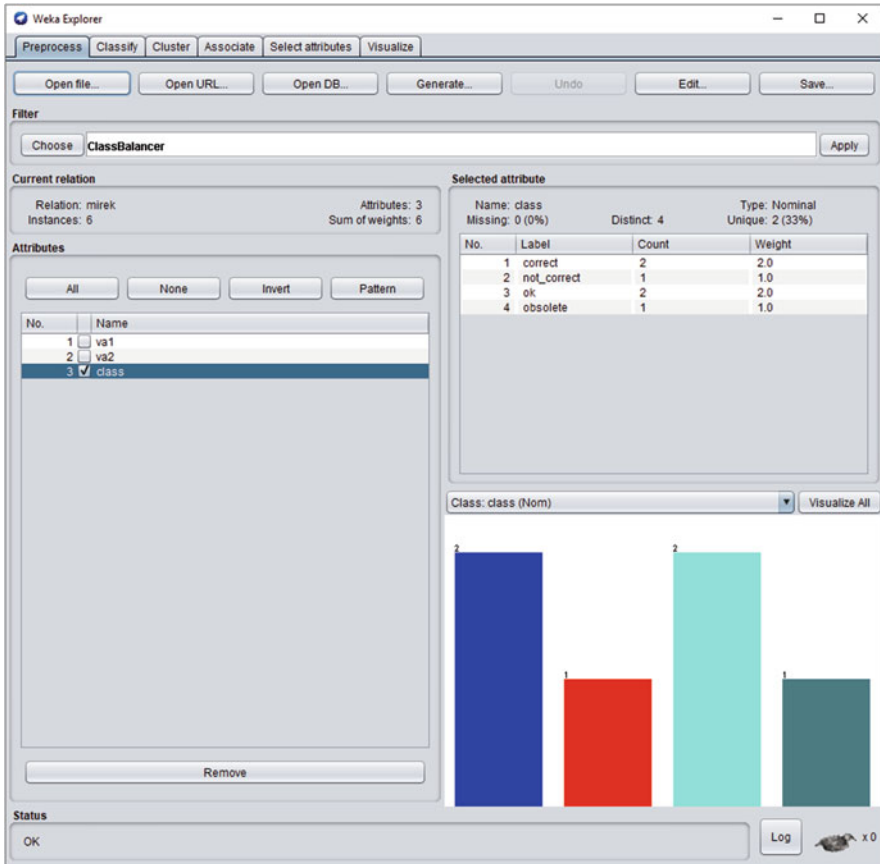 Weka Explorer
Preprocess Classify Cluster Associate Select attributes Visualize
Open file... Open URL... Open DB... Generate... Undo Edit... Save...
Filter
Choose ClassBalancer Apply
Current relation
Relation: mirek Attributes: 3
Instances: 6 Sum of weights: 6
Attributes
All None Invert Pattern
No. Name
1 va1
2 va2
3 class
Remove
Selected attribute
Name: class Type: Nominal
Missing: 0 (0%) Distinct: 4 Unique: 2 (33%)
No. Label Count Weight
1 correct 2 2.0
2 not_correct 1 1.0
3 ok 2 2.0
4 obsolete 1 1.0
Class: class (Nom) Visualize All
2 1 2 1
Status
OK Log x 0